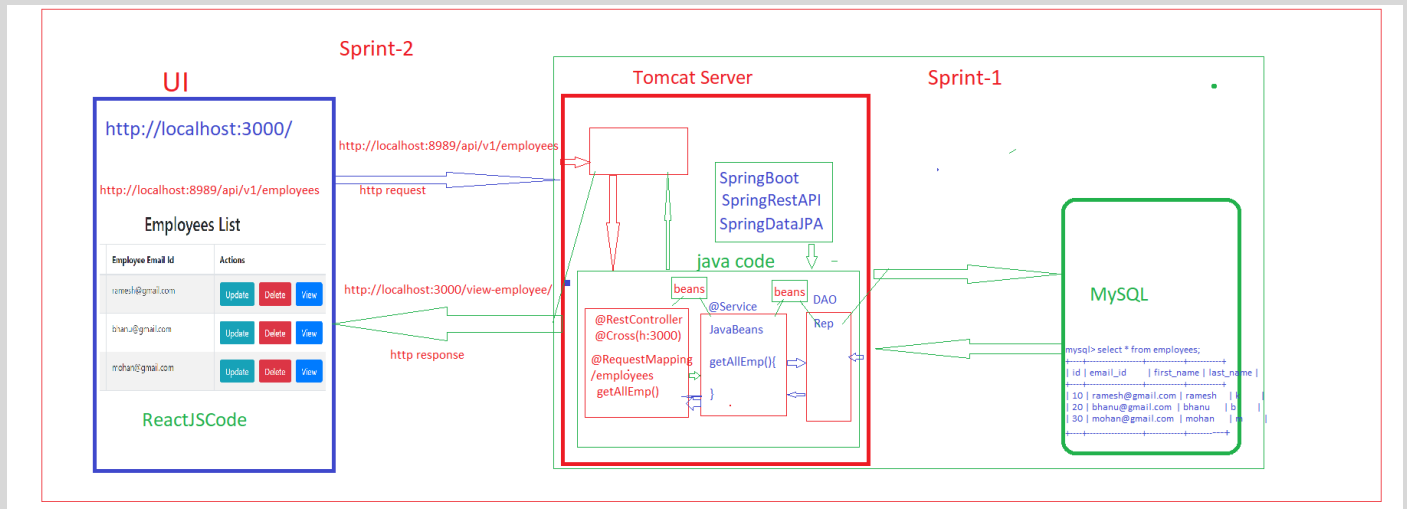 Sprint-2
UI
Tomcat Server
Sprint-1
http://localhost:3000/
http://localhost:8989/api/v1/employees
http://localhost:8989/api/v1/employees
http request
Employees List
Employee Email Id Actions
ramesh@gmail.com Update Delete View
bhanu@gmail.com Update Delete View
mohan@gmail.com Update Delete View
ReactJSCode
http://localhost:3000/view-employee/
http response
SpringBoot
SpringRestAPI
SpringDataJPA
java code
beans
beans
@RestController
@Cross(h:3000)
@RequestMapping
/employees
getAllEmp()
@Service
JavaBeans
getAllEmp(){
}
DAO
Rep
MySQL
mysql> select * from employees;
+----+------------------+------------+-----------+
| id | email_id | first_name | last_name |
+----+------------------+------------+-----------+
| 10 | ramesh@gmail.com | ramesh | k |
| 20 | bhanu@gmail.com | bhanu | b |
| 30 | mohan@gmail.com | mohan | m |
+----+------------------+------------+-----------+